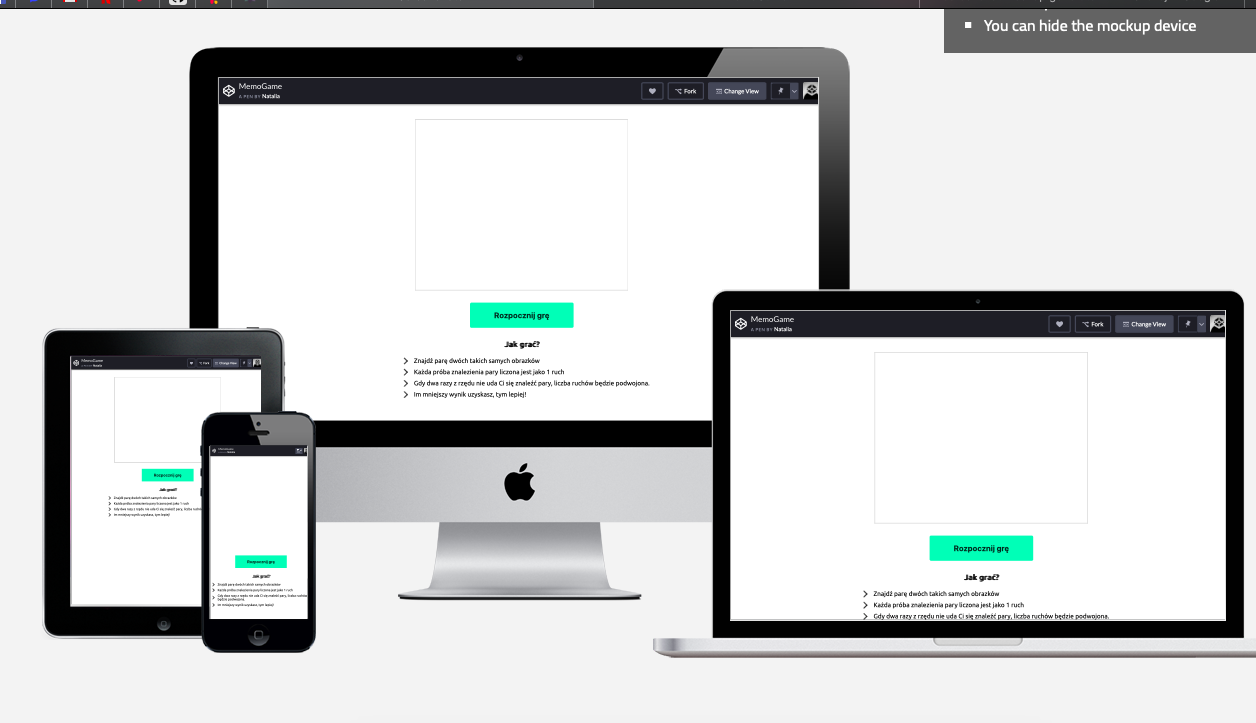 You can hide the mockup device
MemoGame
A PEN BY Natalia
Fork
Change View
Rozpocznij grę
Jak grać?
Znajdź parę dwóch takich samych obrazków
Każda próba znalezienia pary liczona jest jako 1 ruch
Gdy dwa razy z rzędu nie uda Ci się znaleźć pary, liczba ruchów będzie podwojona.
Im mniejszy wynik uzyskasz, tym lepiej!
MemoGame
A PEN BY Natalia
Fork
Change View
Rozpocznij grę
Jak grać?
Znajdź parę dwóch takich samych obrazków
Każda próba znalezienia pary liczona jest jako 1 ruch
Gdy dwa razy z rzędu nie uda Ci się znaleźć pary, liczba ruchów będzie podwojona.
MemoGame
Natalia
Fork
Change View
Rozpocznij grę
Jak grać?
Znajdź parę dwóch takich samych obrazków
Każda próba znalezienia pary liczona jest jako 1 ruch
Gdy dwa razy z rzędu nie uda Ci się znaleźć pary, liczba
Im mniejszy wynik uzyskasz, tym lepiej!
MemoGame
Natalia
Rozpocznij grę
Jak grać?
Znajdź parę dwóch takich samych obrazków
Każda próba znalezienia pary liczona jest jako 1 ruch
Gdy dwa razy z rzędu nie uda Ci się znaleźć pary, liczba ruchów
będzie podwojona.
Im mniejszy wynik uzyskasz, tym lepiej!